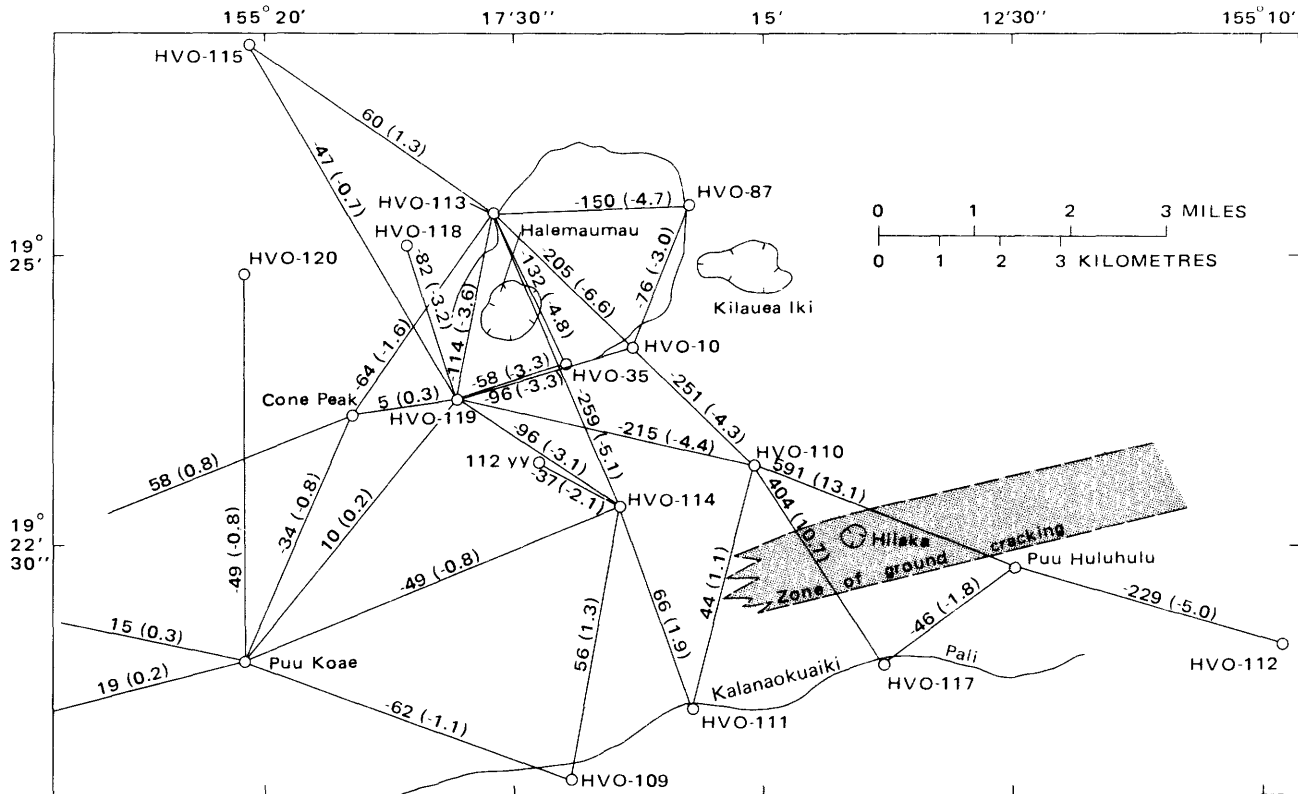 155° 20'
17'30''
15'
12'30''
155° 10'
HVO-115
60 (1.3)
-47 (-0.7)
HVO-113
-150 (-4.7)
HVO-87
0 1 2 3 MILES
0 1 2 3 KILOMETRES
HVO-118
Halemaumau
19° 25'
HVO-120
-82 (-3.2)
-114 (-3.6)
-132 (-4.8)
-205 (-6.6)
-76 (-3.0)
Kilauea Iki
-64 (-1.6)
HVO-10
-58 (-3.3)
HVO-35
-96 (-3.3)
Cone Peak
5 (0.3)
HVO-119
-251 (-4.3)
-259 (-5.1)
-215 (-4.4)
-96 (-3.1)
112 yy
-37 (-2.1)
HVO-110
58 (0.8)
591 (13.1)
404 (10.7)
HVO-114
-34 (-0.8)
10 (0.2)
19° 22' 30''
-49 (-0.8)
-49 (-0.8)
Hiiaka
Zone of ground cracking
Puu Huluhulu
44 (1.1)
-46 (-1.8)
-229 (-5.0)
66 (1.9)
56 (1.3)
15 (0.3)
Puu Koae
19 (0.2)
HVO-112
Kalanaokuaiki Pali
HVO-117
-62 (-1.1)
HVO-111
HVO-109